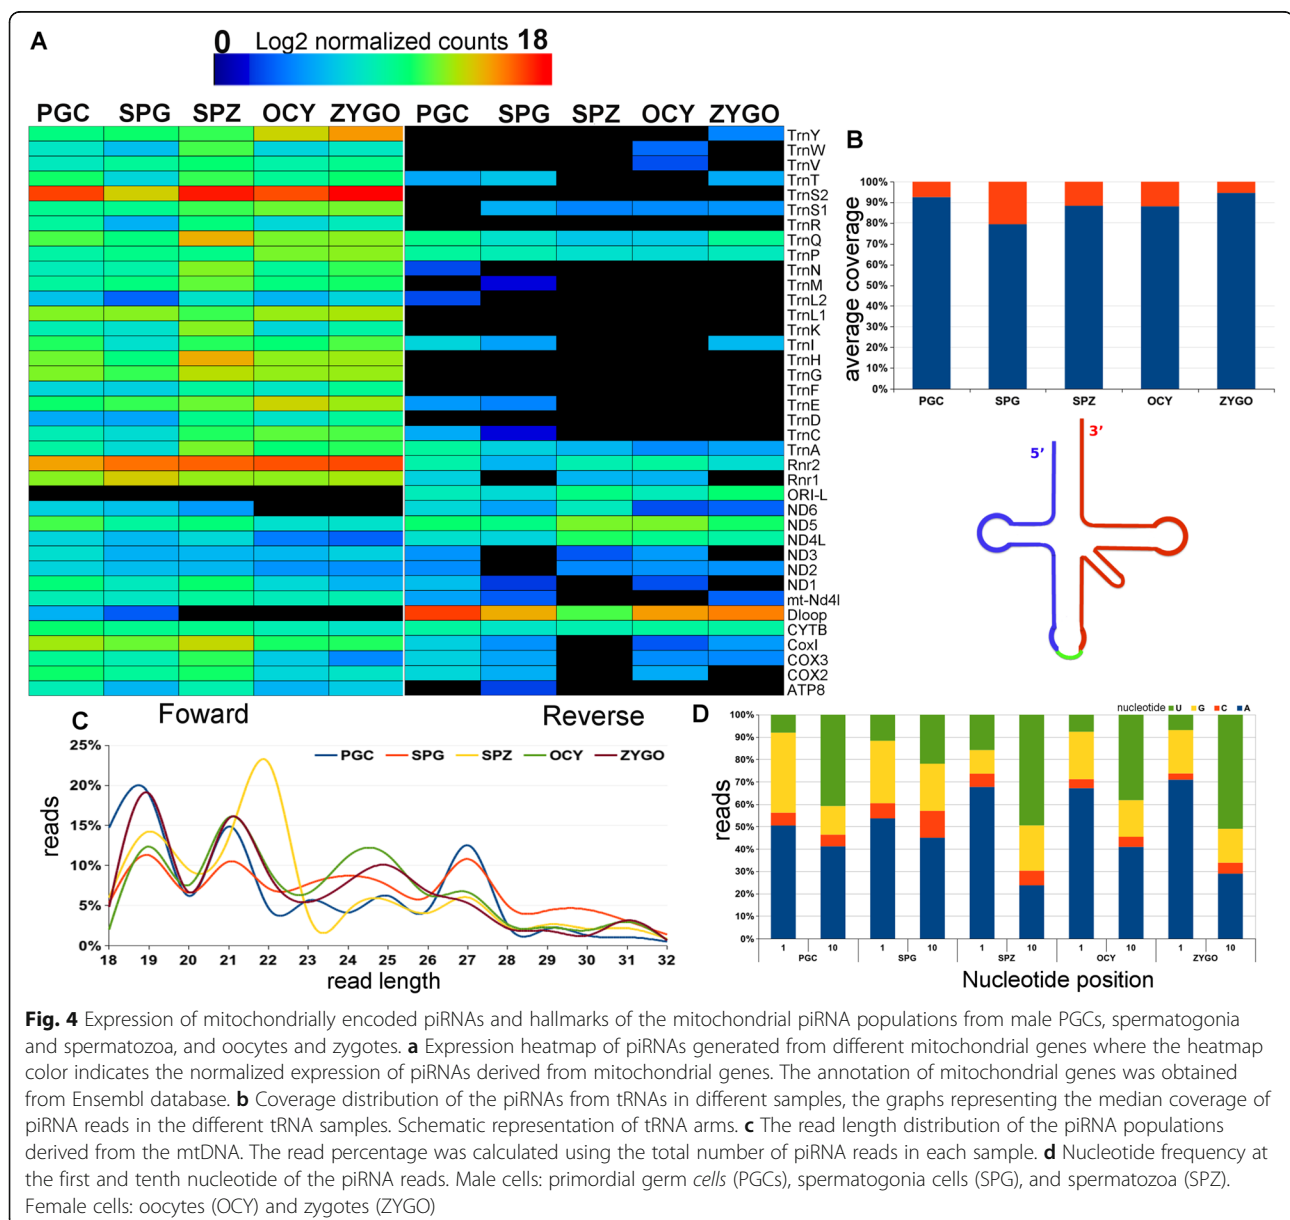 A
0 Log2 normalized counts 18
PGC SPG SPZ OCY ZYGO PGC SPG SPZ OCY ZYGO
TrnY
TrnW
TrnV
TrnT
TrnS2
TrnS1
TrnR
TrnQ
TrnP
TrnN
TrnM
TrnL2
TrnL1
TrnK
TrnI
TrnH
TrnG
TrnF
TrnE
TrnD
TrnC
TrnA
Rnr2
Rnr1
ORI-L
ND6
ND5
ND4L
ND3
ND2
ND1
mt-Nd4l
Dloop
CYTB
CoxI
COX3
COX2
ATP8
Foward Reverse
B
average coverage
100%
90%
80%
70%
60%
50%
40%
30%
20%
10%
0%
PGC SPG SPZ OCY ZYGO
5’ 3’
C
PGC SPG SPZ OCY ZYGO
reads
25%
20%
15%
10%
5%
0%
18 19 20 21 22 23 24 25 26 27 28 29 30 31 32
read length
D
nucleotide U G C A
reads
100%
90%
80%
70%
60%
50%
40%
30%
20%
10%
0%
1 10 1 10 1 10 1 10 1 10
PGC SPG SPZ OCY ZYGO
Nucleotide position
Fig. 4 Expression of mitochondrially encoded piRNAs and hallmarks of the mitochondrial piRNA populations from male PGCs, spermatogonia
and spermatozoa, and oocytes and zygotes. a Expression heatmap of piRNAs generated from different mitochondrial genes where the heatmap
color indicates the normalized expression of piRNAs derived from mitochondrial genes. The annotation of mitochondrial genes was obtained
from Ensembl database. b Coverage distribution of the piRNAs from tRNAs in different samples, the graphs representing the median coverage of
piRNA reads in the different tRNA samples. Schematic representation of tRNA arms. c The read length distribution of the piRNA populations
derived from the mtDNA. The read percentage was calculated using the total number of piRNA reads in each sample. d Nucleotide frequency at
the first and tenth nucleotide of the piRNA reads. Male cells: primordial germ cells (PGCs), spermatogonia cells (SPG), and spermatozoa (SPZ).
Female cells: oocytes (OCY) and zygotes (ZYGO)